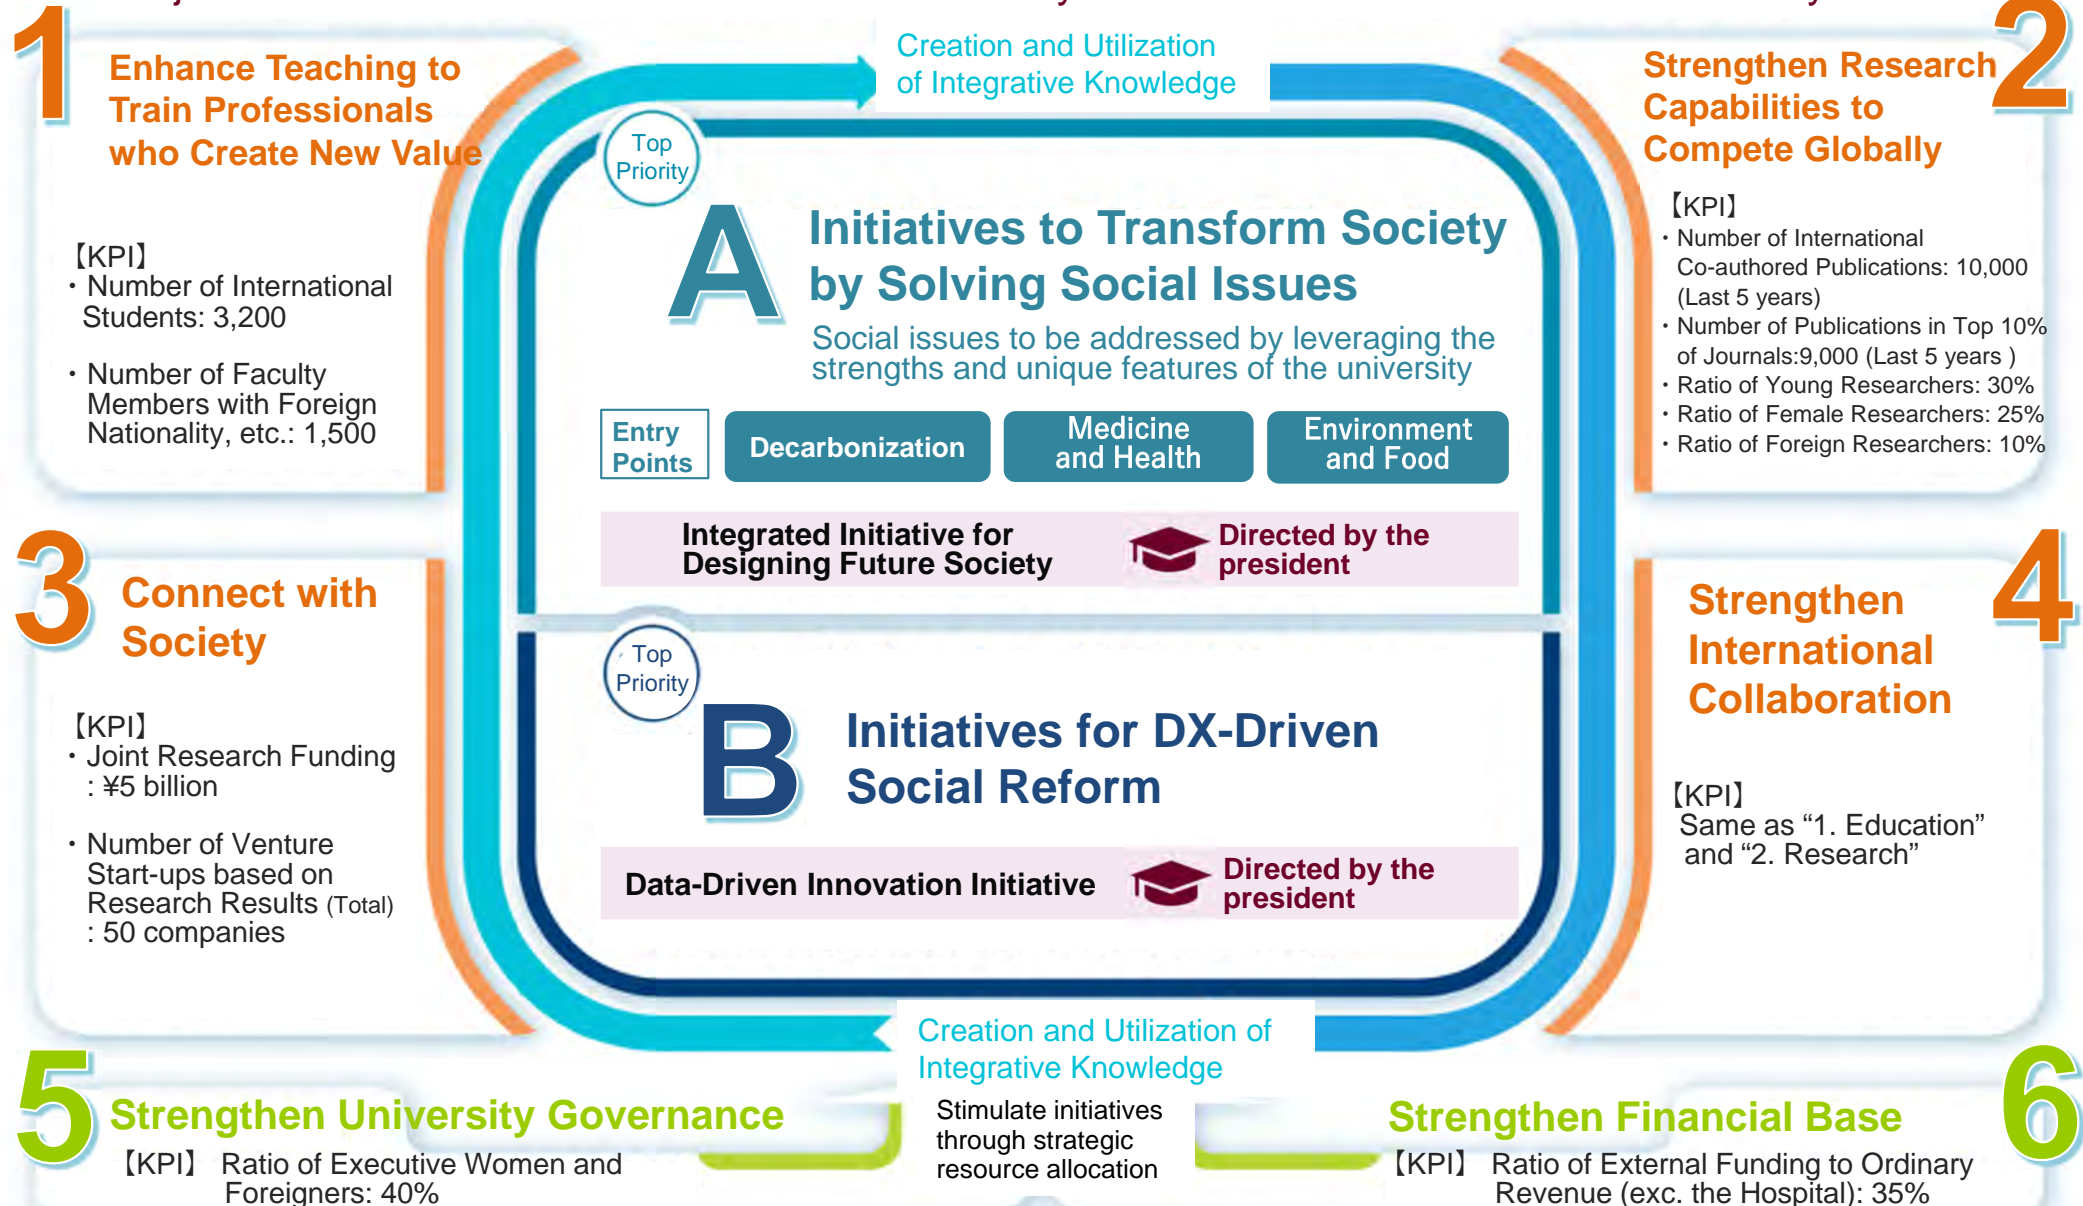 1
Enhance Teaching to
Train Professionals
who Create New Value
【KPI】
・Number of International
Students: 3,200
・Number of Faculty
Members with Foreign
Nationality, etc.: 1,500
Creation and Utilization
of Integrative Knowledge
2
Strengthen Research
Capabilities to
Compete Globally
【KPI】
・Number of International
Co-authored Publications: 10,000
(Last 5 years)
・Number of Publications in Top 10%
of Journals:9,000 (Last 5 years )
・Ratio of Young Researchers: 30%
・Ratio of Female Researchers: 25%
・Ratio of Foreign Researchers: 10%
Top
Priority
A
Initiatives to Transform Society
by Solving Social Issues
Social issues to be addressed by leveraging the
strengths and unique features of the university
Entry
Points
Decarbonization
Medicine
and Health
Environment
and Food
Integrated Initiative for
Designing Future Society
Directed by the
president
3
Connect with
Society
【KPI】
・Joint Research Funding
: ¥5 billion
・Number of Venture
Start-ups based on
Research Results (Total)
: 50 companies
Top
Priority
B
Initiatives for DX-Driven
Social Reform
Data-Driven Innovation Initiative
Directed by the
president
4
Strengthen
International
Collaboration
【KPI】
Same as “1. Education”
and “2. Research”
Creation and Utilization of
Integrative Knowledge
Stimulate initiatives
through strategic
resource allocation
5
Strengthen University Governance
【KPI】 Ratio of Executive Women and
Foreigners: 40%
6
Strengthen Financial Base
【KPI】 Ratio of External Funding to Ordinary
Revenue (exc. the Hospital): 35%